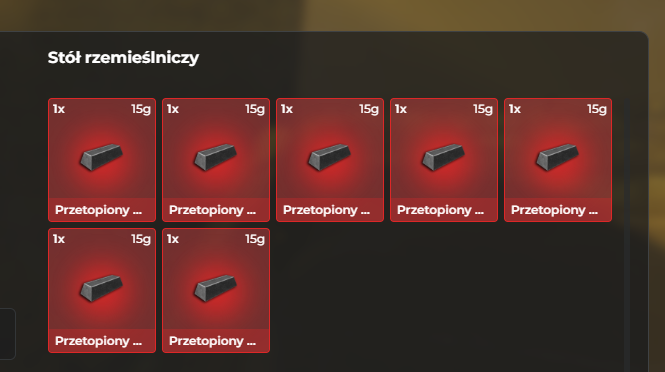 Stół rzemieślniczy
1x 15g 1x 15g 1x 15g 1x 15g 1x 15g
Przetopiony ... Przetopiony ... Przetopiony ... Przetopiony ... Przetopiony ...
1x 15g 1x 15g
Przetopiony ... Przetopiony ...